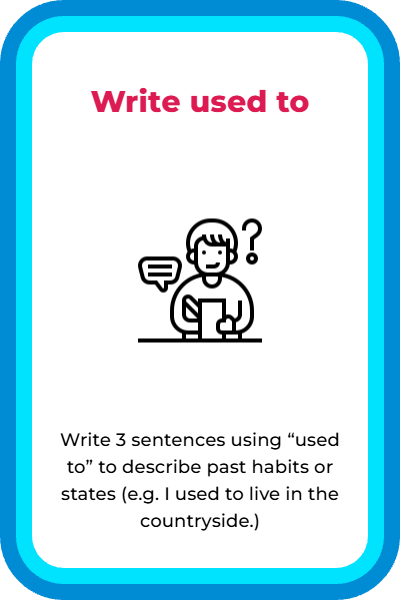 Write used to
Write 3 sentences using “used
to” to describe past habits or
states (e.g. I used to live in the
countryside.)